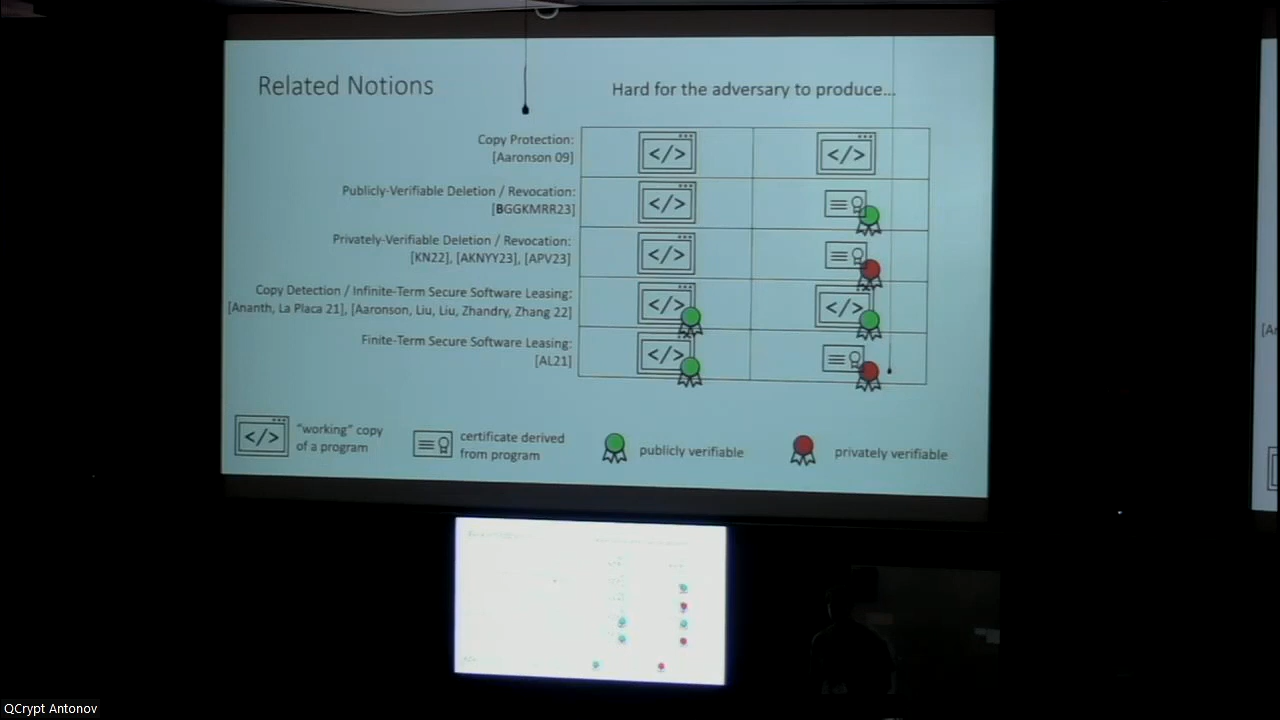 Related Notions
Hard for the adversary to produce...
Copy Protection:
[Aaronson 09]
</>
</>
Publicly-Verifiable Deletion / Revocation:
[BGGKMRR23]
</>
Privately-Verifiable Deletion / Revocation:
[KN22], [AKNYY23], [APV23]
</>
Copy Detection / Infinite-Term Secure Software Leasing:
[Ananth, La Placa 21], [Aaronson, Liu, Liu, Zhandry, Zhang 22]
</>
</>
Finite-Term Secure Software Leasing:
[AL21]
</>
</>
"working" copy
of a program
certificate derived
from program
publicly verifiable
privately verifiable
QCrypt Antonov